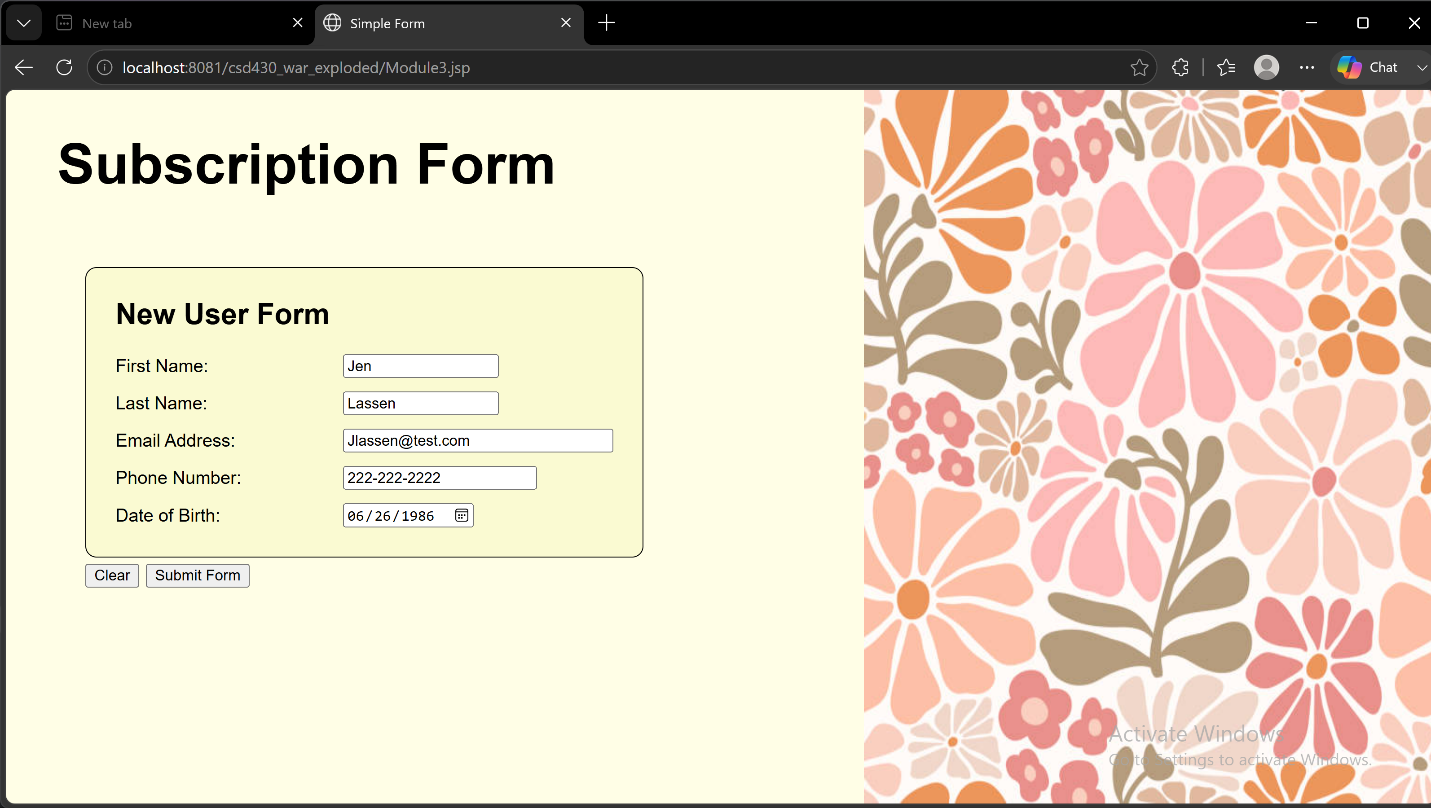 New tab
Simple Form
localhost:8081/csd430_war_exploded/Module3.jsp
Chat
Subscription Form
New User Form
First Name: Jen
Last Name: Lassen
Email Address: Jlassen@test.com
Phone Number: 222-222-2222
Date of Birth: 06/26/1986
Clear Submit Form
Activate Windows
Go to Settings to activate Windows.